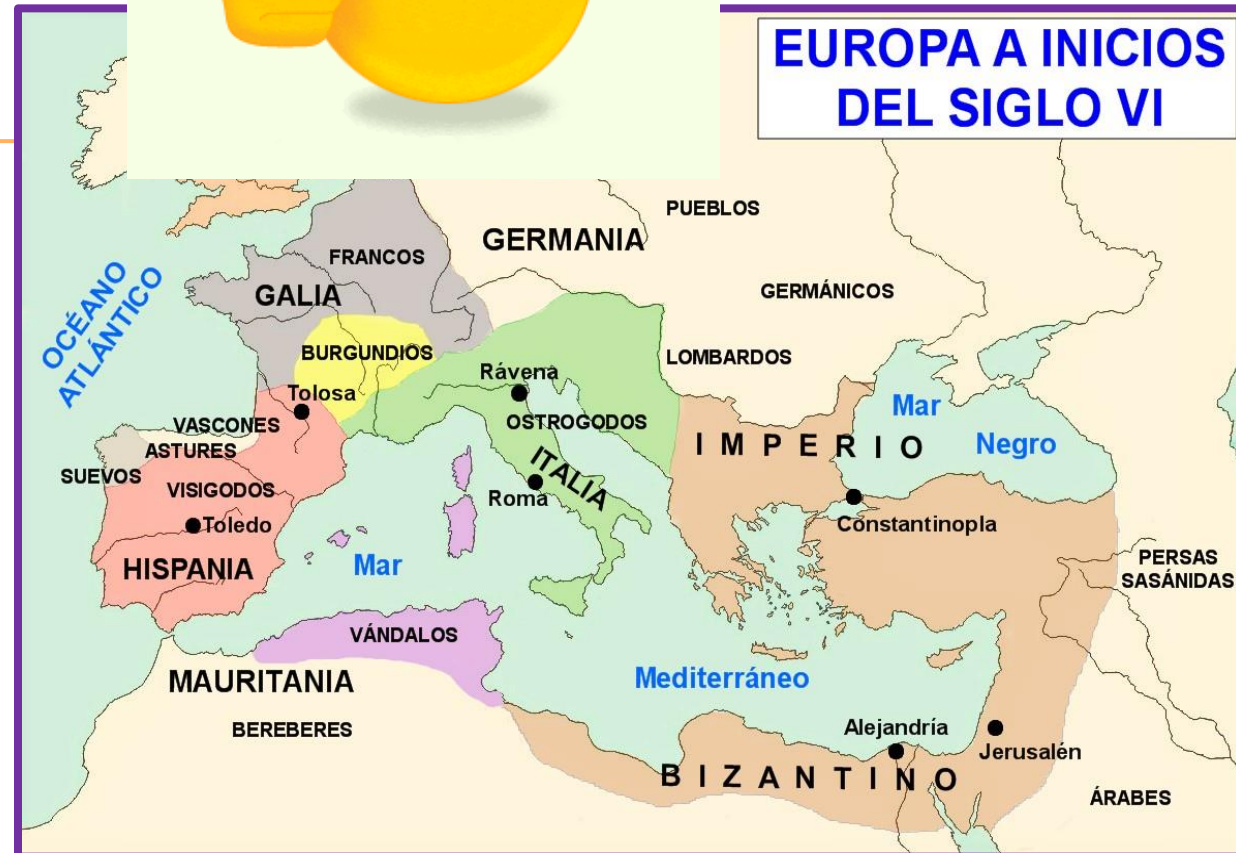 EUROPA A INICIOS
DEL SIGLO VI
OCÉANO
ATLÁNTICO
PUEBLOS
GERMANIA
FRANCOS
GERMÁNICOS
GALIA
BURGUNDIOS
LOMBARDOS
Rávena
Tolosa
OSTROGODOS
Mar
Negro
VASCONES
ASTURES
SUEVOS
VISIGODOS
IMPERIO
ITALIA
Roma
Toledo
Constantinopla
HISPANIA
Mar
PERSAS
SASÁNIDAS
VÁNDALOS
MAURITANIA
Mediterráneo
BEREBERES
Alejandría
Jerusalén
BIZANTINO
ÁRABES